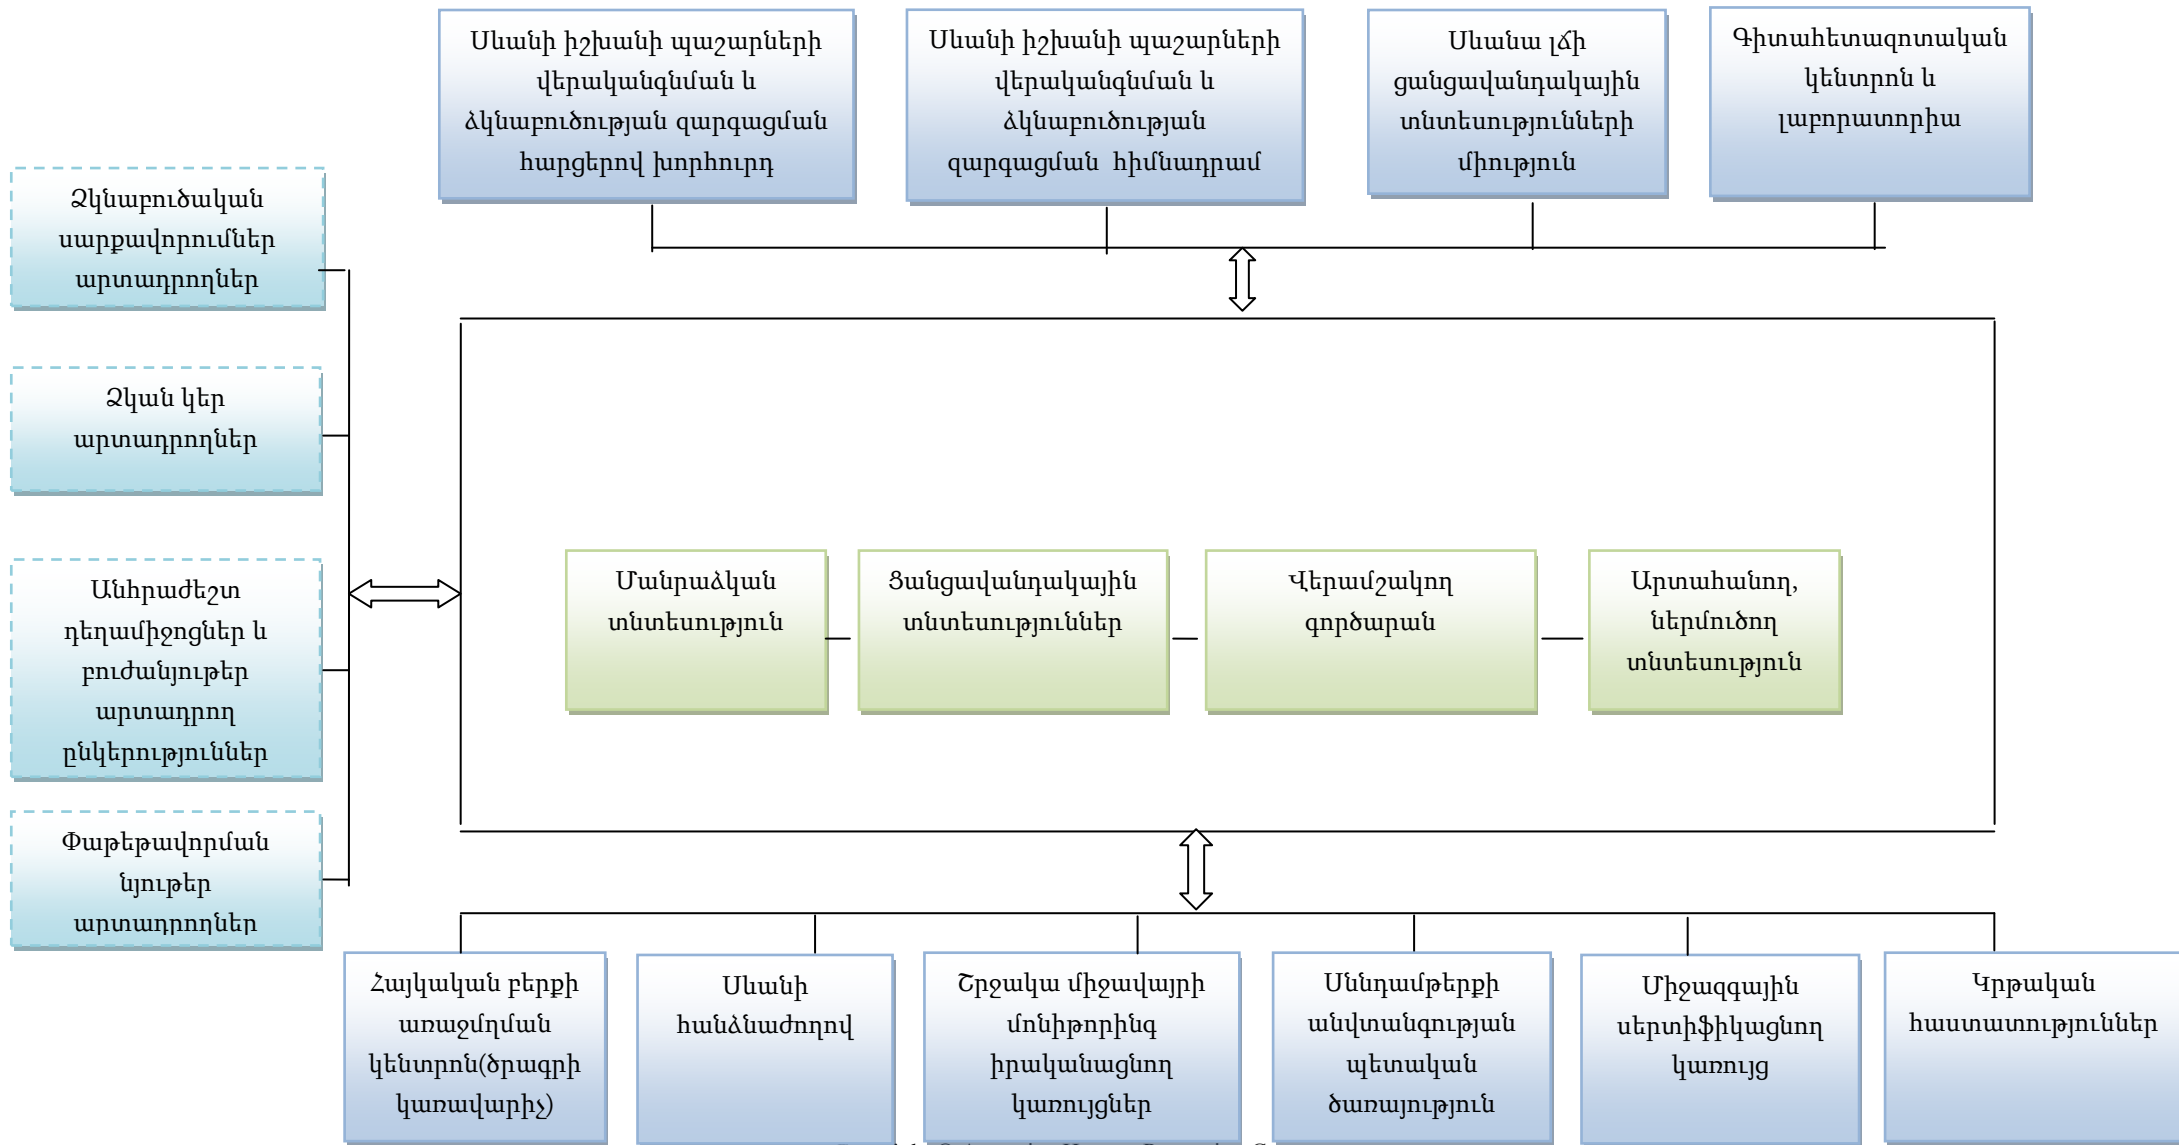 Սևանի իշխանի պաշարների
վերականգնման և
ձկնաբուծության զարգացման
հարցերով խորհուրդ
Սևանի իշխանի պաշարների
վերականգնման և
ձկնաբուծության
զարգացման հիմնադրամ
Սևանա լճի
ցանցավանդակային
տնտեսությունների
միություն
Գիտահետազոտական
կենտրոն և
լաբորատորիա
Ձկնաբուծական
սարքավորումներ
արտադրողներ
Ձկան կեր
արտադրողներ
Անհրաժեշտ
դեղամիջոցներ և
բուժանյութեր
արտադրող
ընկերություններ
Փաթեթավորման
նյութեր
արտադրողներ
Մանրաձկան
տնտեսություն
Ցանցավանդակային
տնտեսություններ
Վերամշակող
գործարան
Արտահանող,
ներմուծող
տնտեսություն
Հայկական բերքի
առաջմղման
կենտրոն(ծրագրի
կառավարիչ)
Սևանի
հանձնաժողով
Շրջակա միջավայրի
մոնիթորինգ
իրականացնող
կառույցներ
Սննդամթերքի
անվտանգության
պետական
ծառայություն
Միջազգային
սերտիֆիկացնող
կառույց
Կրթական
հաստատություններ